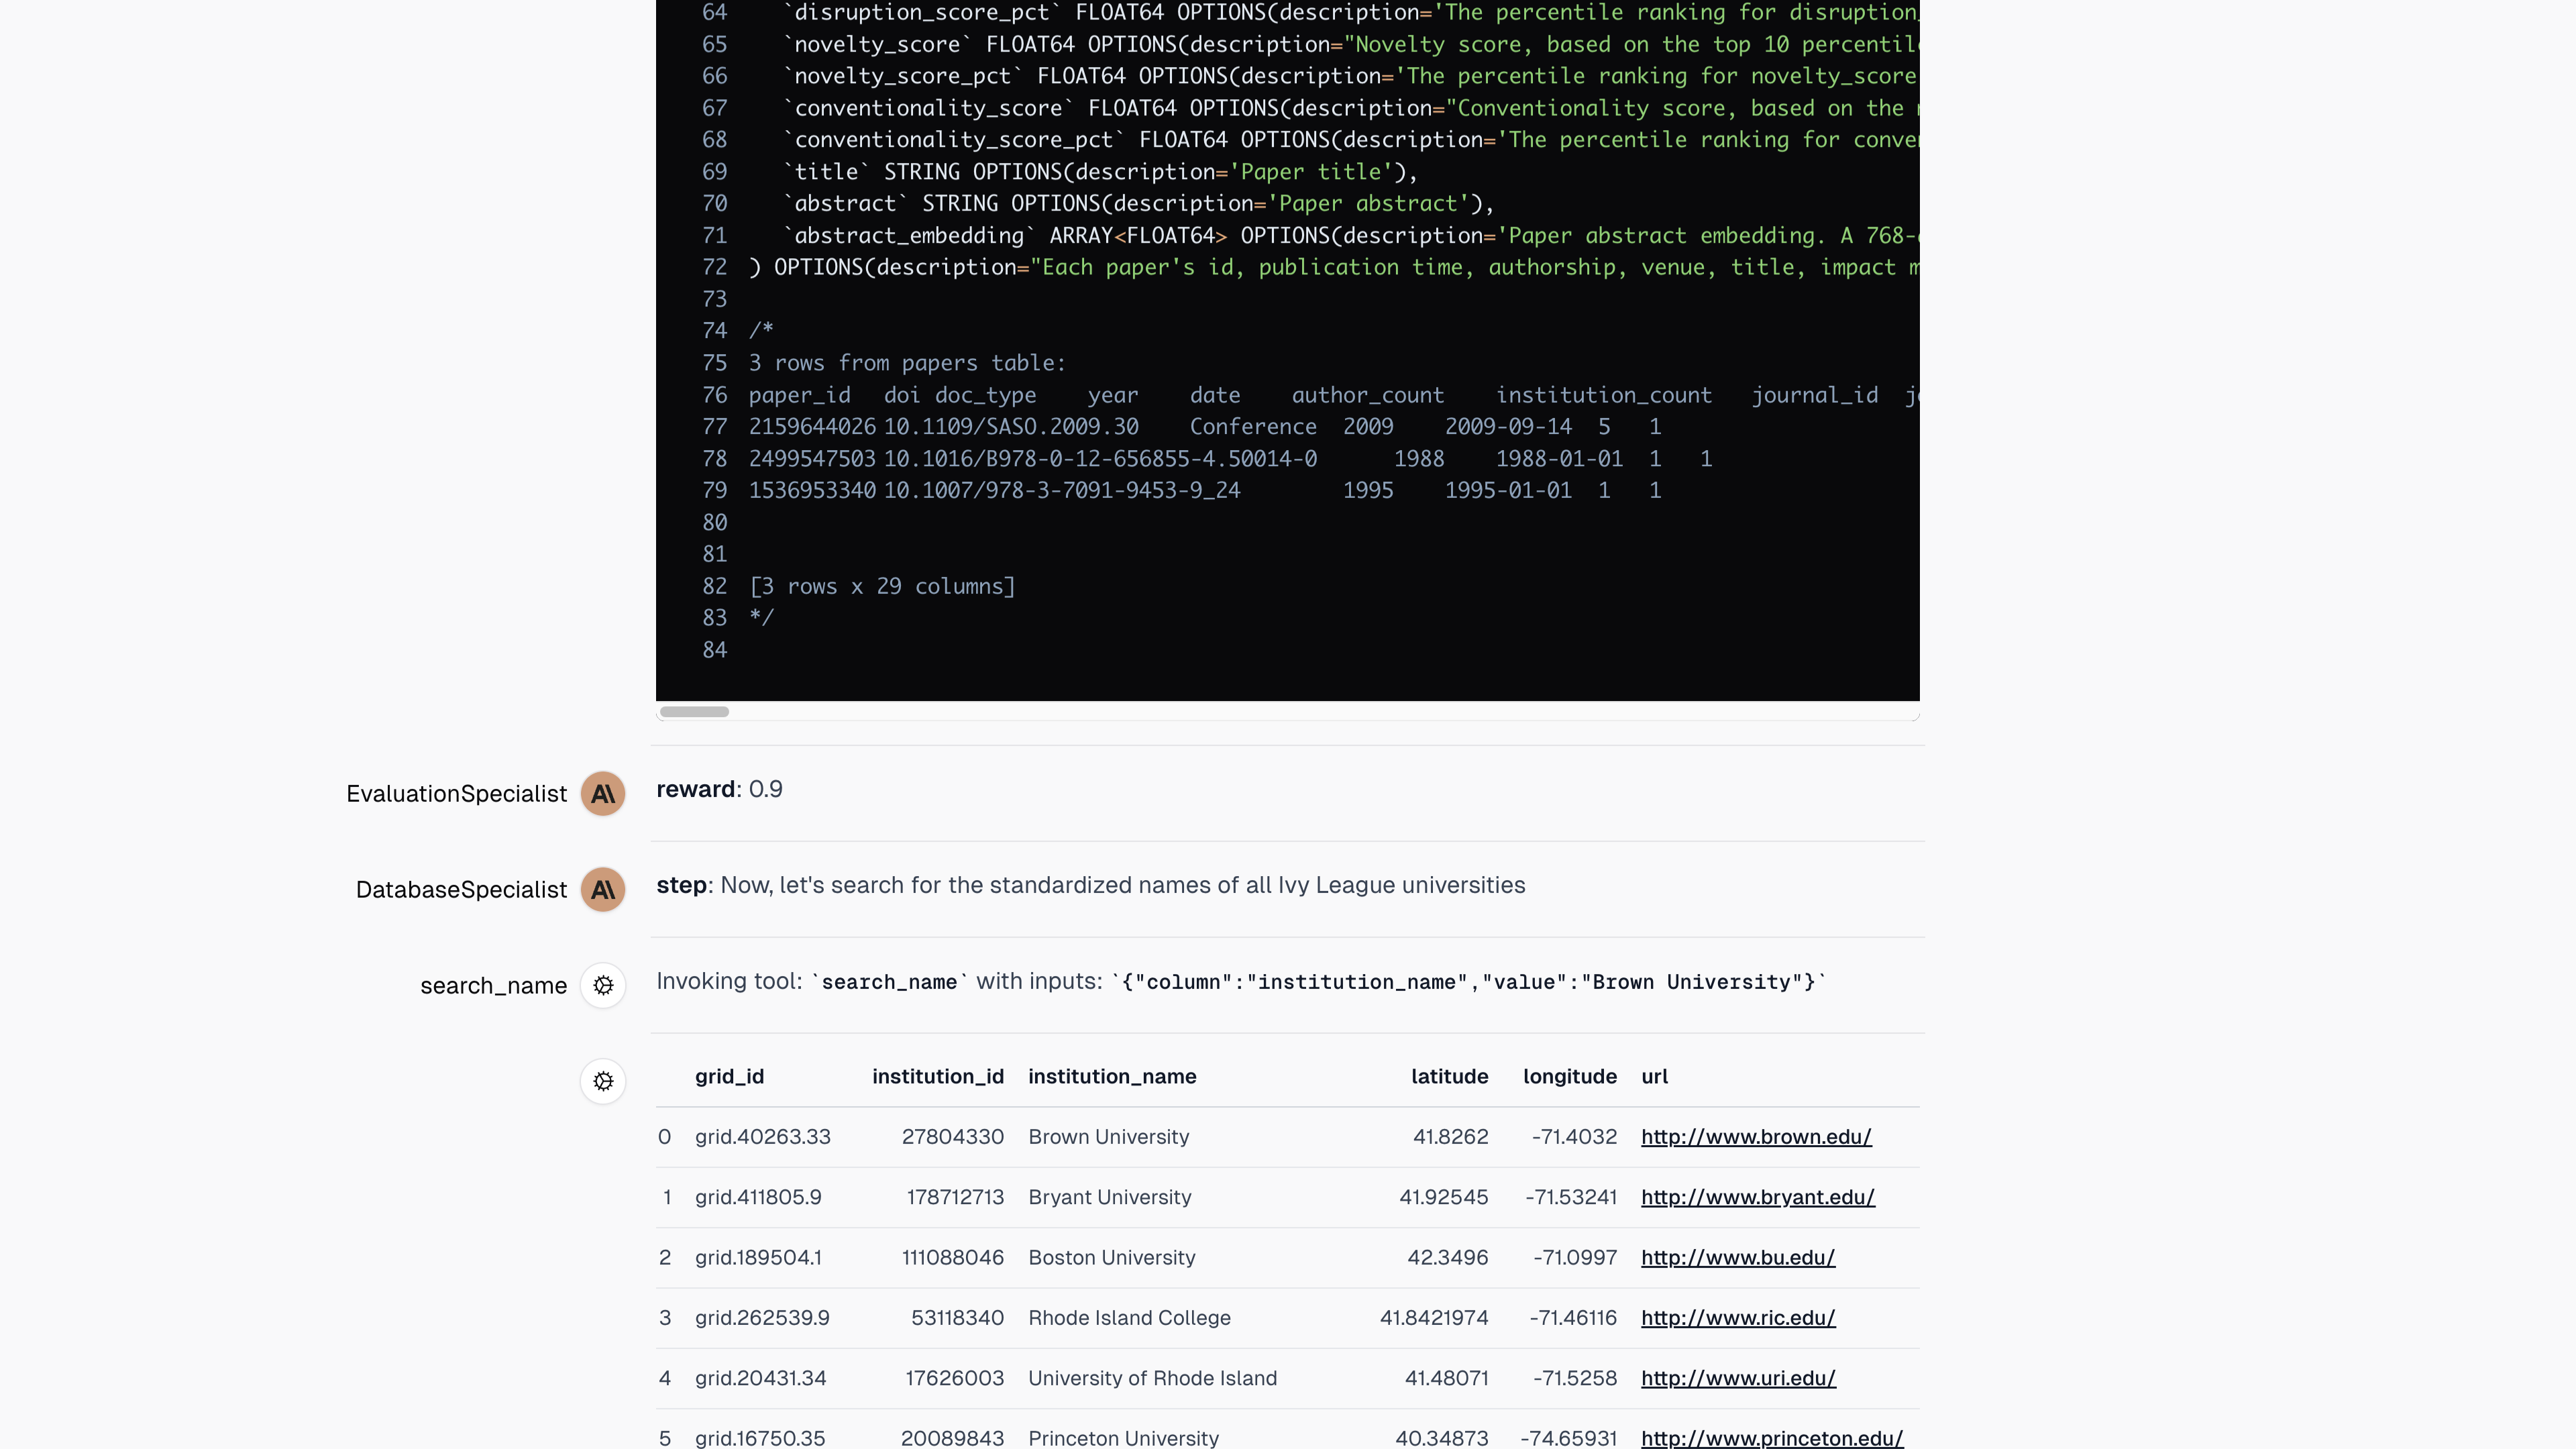 64 `disruption_score_pct` FLOAT64 OPTIONS(description='The percentile ranking for disruption_
65 `novelty_score` FLOAT64 OPTIONS(description="Novelty score, based on the top 10 percentil
66 `novelty_score_pct` FLOAT64 OPTIONS(description='The percentile ranking for novelty_score
67 `conventionality_score` FLOAT64 OPTIONS(description="Conventionality score, based on the
68 `conventionality_score_pct` FLOAT64 OPTIONS(description='The percentile ranking for conve
69 `title` STRING OPTIONS(description='Paper title'),
70 `abstract` STRING OPTIONS(description='Paper abstract'),
71 `abstract_embedding` ARRAY<FLOAT64> OPTIONS(description='Paper abstract embedding. A 768-
72 ) OPTIONS(description="Each paper's id, publication time, authorship, venue, title, impact m
73
74 /*
75 3 rows from papers table:
76 paper_id doi doc_type year date author_count institution_count journal_id j
77 2159644026 10.1109/SASO.2009.30 Conference 2009 2009-09-14 5 1
78 2499547503 10.1016/B978-0-12-656855-4.50014-0 1988 1988-01-01 1 1
79 1536953340 10.1007/978-3-7091-9453-9_24 1995 1995-01-01 1 1
80
81
82 [3 rows x 29 columns]
83 */
84
EvaluationSpecialist A\ reward: 0.9
DatabaseSpecialist A\ step: Now, let's search for the standardized names of all Ivy League universities
search_name Invoking tool: `search_name` with inputs: `{"column":"institution_name","value":"Brown University"}`
grid_id institution_id institution_name latitude longitude url
0 grid.40263.33 27804330 Brown University 41.8262 -71.4032 http://www.brown.edu/
1 grid.411805.9 178712713 Bryant University 41.92545 -71.53241 http://www.bryant.edu/
2 grid.189504.1 111088046 Boston University 42.3496 -71.0997 http://www.bu.edu/
3 grid.262539.9 53118340 Rhode Island College 41.8421974 -71.46116 http://www.ric.edu/
4 grid.20431.34 17626003 University of Rhode Island 41.48071 -71.5258 http://www.uri.edu/
5 grid.16750.35 20089843 Princeton University 40.34873 -74.65931 http://www.princeton.edu/